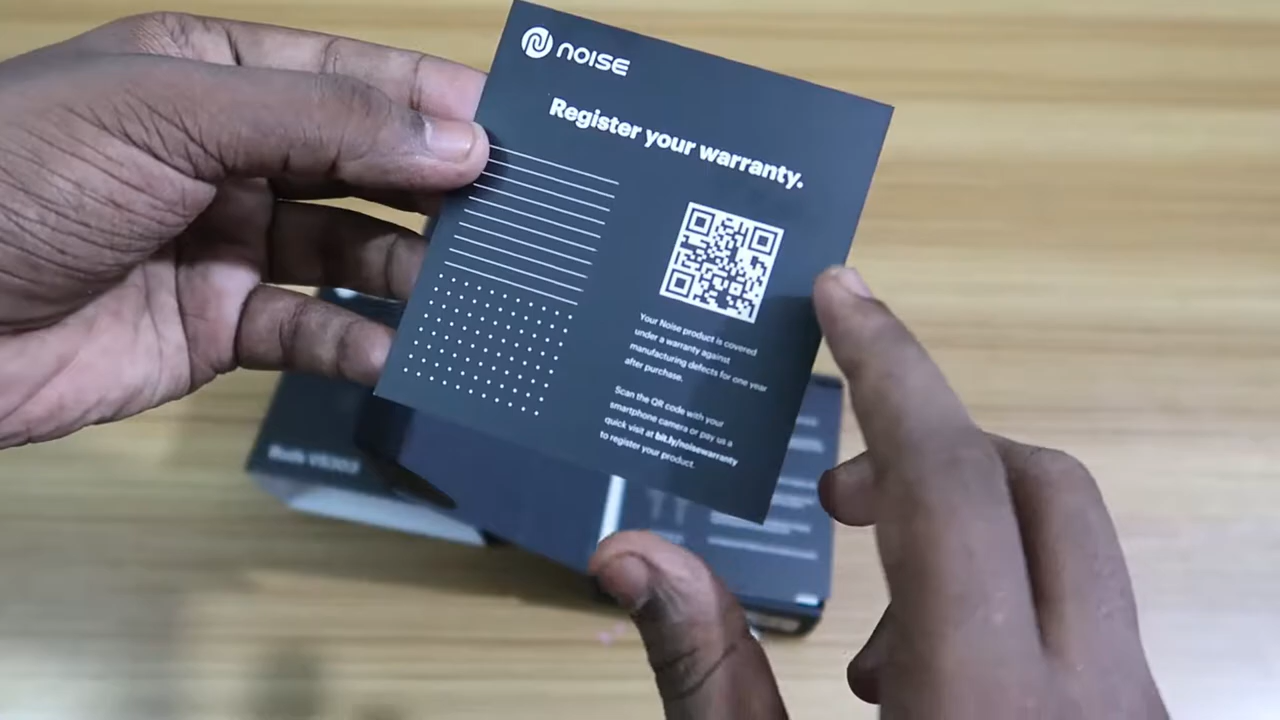 NOISE
Register your warranty.
Your Noise product is covered
under a warranty against
manufacturing defects for one year
after purchase.
Scan the QR code with your
smartphone camera or pay us a
quick visit at bit.ly/noisewarranty
to register your product.
Buds VS303